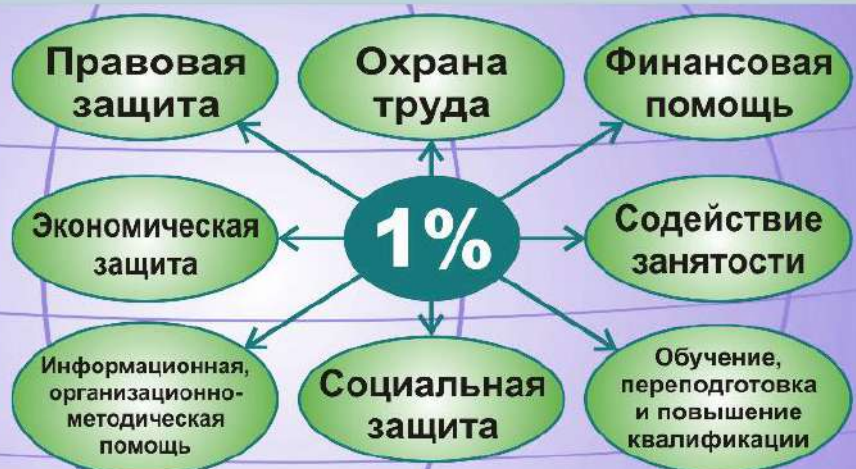 Правовая
защита
Охрана
труда
Финансовая
помощь
Экономическая
защита
1%
Содействие
занятости
Информационная,
организационно-
методическая
помощь
Социальная
защита
Обучение,
переподготовка
и повышение
квалификации